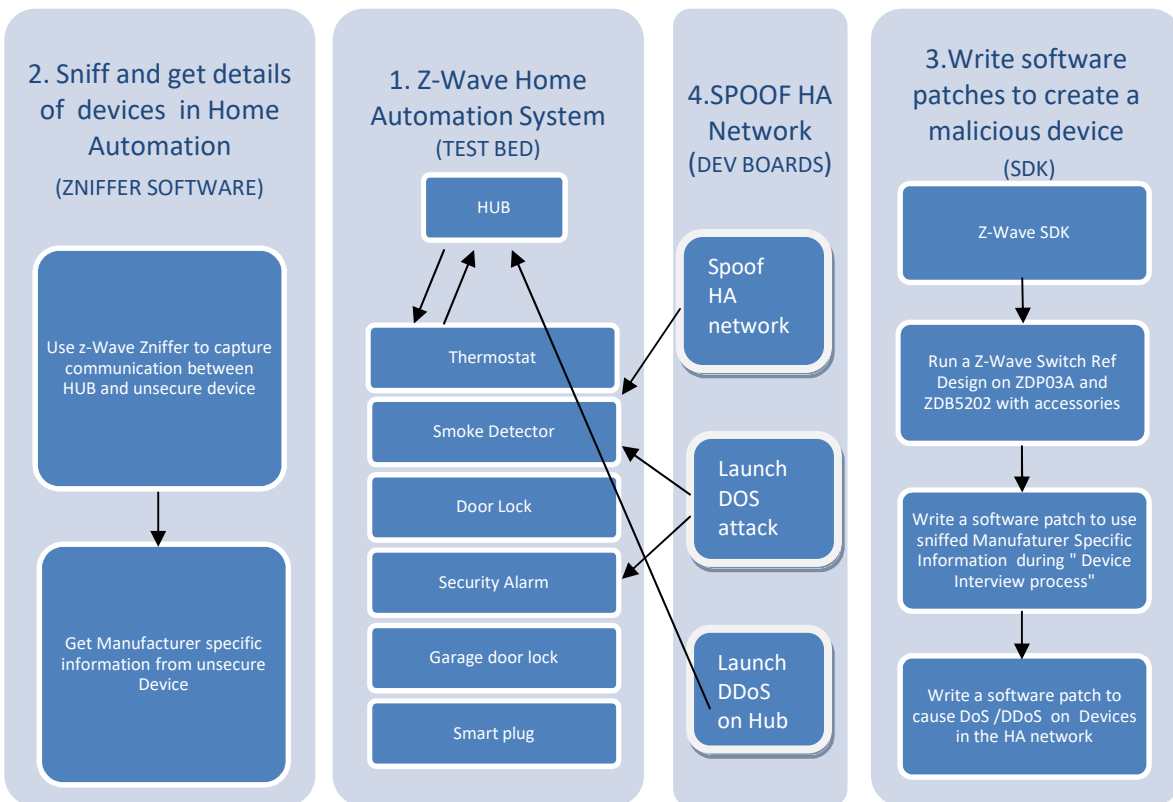 2. Sniff and get details
of devices in Home
Automation
(ZNIFFER SOFTWARE)
Use z-Wave Zniffer to capture
communication between
HUB and unsecure device
Get Manufacturer specific
information from unsecure
Device
1. Z-Wave Home
Automation System
(TEST BED)
HUB
Thermostat
Smoke Detector
Door Lock
Security Alarm
Garage door lock
Smart plug
4.SPOOF HA
Network
(DEV BOARDS)
Spoof
HA
network
Launch
DOS
attack
Launch
DDoS
on Hub
3.Write software
patches to create a
malicious device
(SDK)
Z-Wave SDK
Run a Z-Wave Switch Ref
Design on ZDP03A and
ZDB5202 with accessories
Write a software patch to use
sniffed Manufaturer Specific
Information during " Device
Interview process"
Write a software patch to
cause DoS /DDoS on Devices
in the HA network